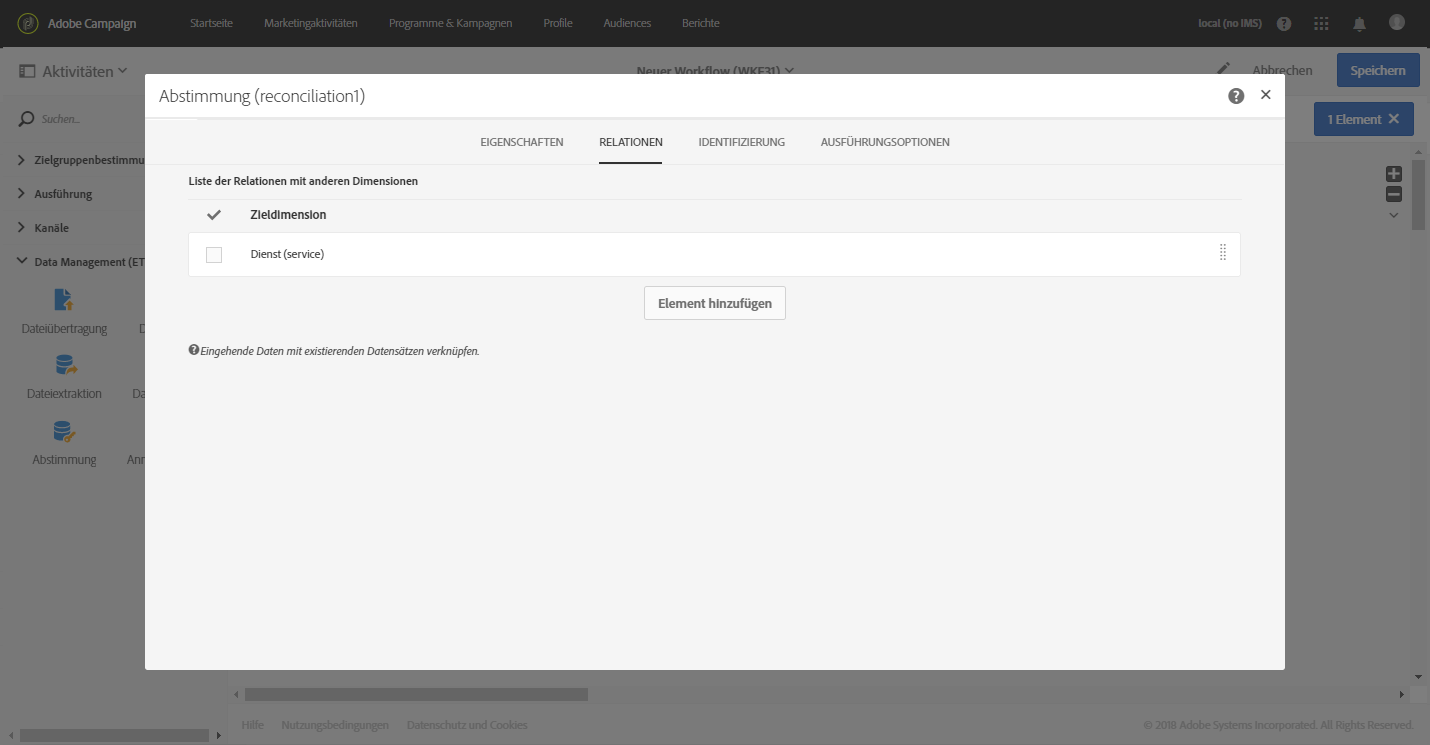 Adobe Campaign
Startseite
Marketingaktivitäten
Programme & Kampagnen
Profile
Audiences
Berichte
local (no IMS)
Aktivitäten
Neuer Workflow (WKF31)
Abbrechen
Speichern
Abstimmung (reconciliation1)
Suchen...
1 Element
EIGENSCHAFTEN
RELATIONEN
IDENTIFIZIERUNG
AUSFÜHRUNGSOPTIONEN
Zielgruppenbestimmu
Liste der Relationen mit anderen Dimensionen
Ausführung
Zieldimension
Kanäle
Dienst (service)
Data Management (ET
Element hinzufügen
Dateiübertragung
D
Eingehende Daten mit existierenden Datensätzen verknüpfen.
Dateiextraktion
Da
Abstimmung
Anr
Hilfe
Nutzungsbedingungen
Datenschutz und Cookies
© 2018 Adobe Systems Incorporated. All Rights Reserved.